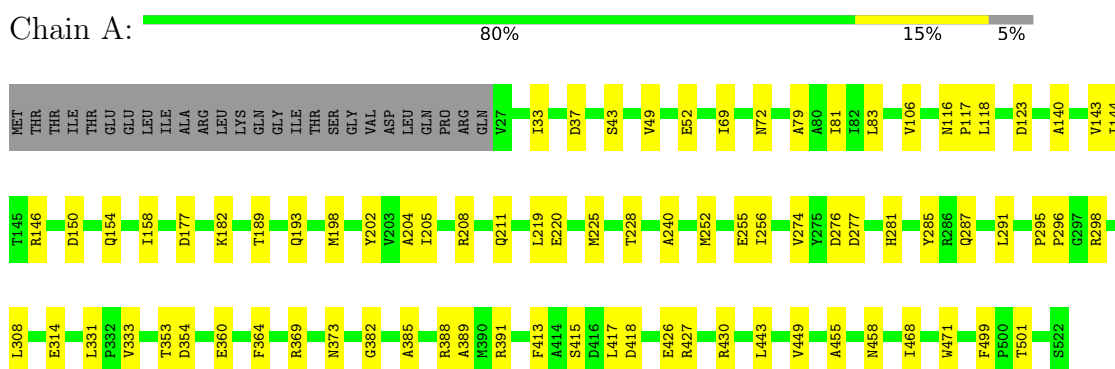 Chain A:
80% 15% 5%
MET THR THR ILE THR GLU GLU LEU ILE ALA ARG LEU LYS GLN GLY ILE THR SER GLY VAL ASP LEU GLN PRO ARG GLN V27 I33 D37 S43 V49 E52 I69 N72 A79 A80 I81 I82 L83 V106 N116 P117 L118 D123 A140 V143 I144
T145 R146 D150 Q154 I158 D177 K182 T189 Q193 M198 Y202 V203 A204 I205 R208 Q211 L219 E220 M225 T228 A240 M252 E255 I256 V274 Y275 D276 D277 H281 Y285 R286 Q287 L291 P295 P296 G297 R298
L308 E314 L331 P332 V333 T353 D354 E360 F364 R369 N373 G382 A385 R388 A389 M390 R391 F413 A414 S415 D416 L417 D418 E426 R427 R430 L443 V449 A455 N458 I468 W471 F499 P500 T501 S522